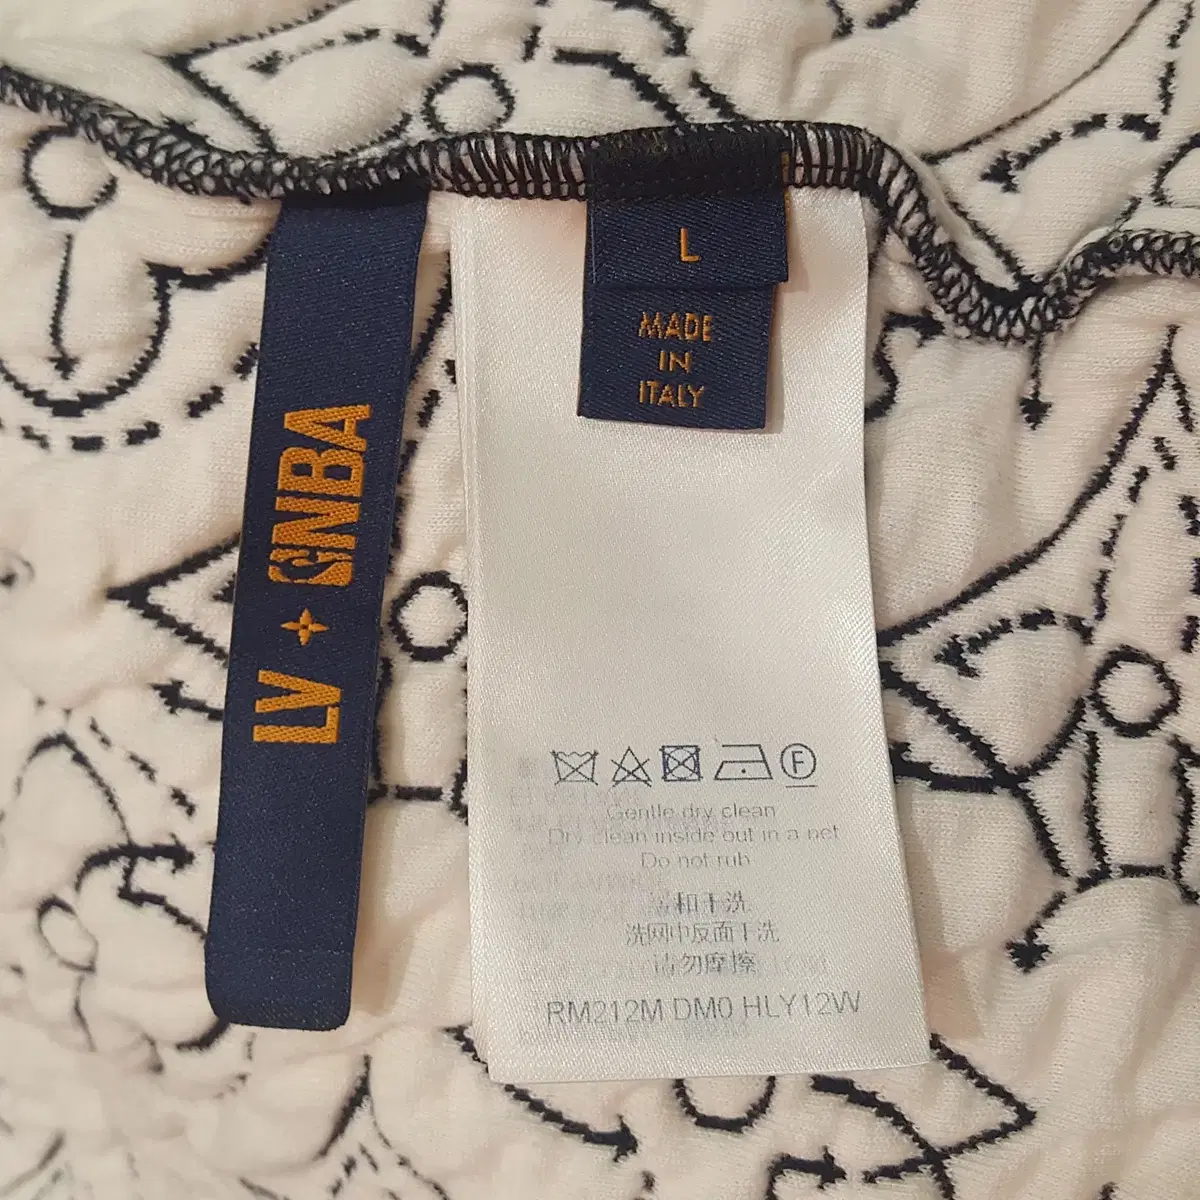 LV + NBA
L
MADE
IN
ITALY
F
Gentle dry clean
Dry clean inside out in a net
Do not rub
和干洗
洗网中反面干洗
请勿摩擦
RM212M DM0 HLY12W